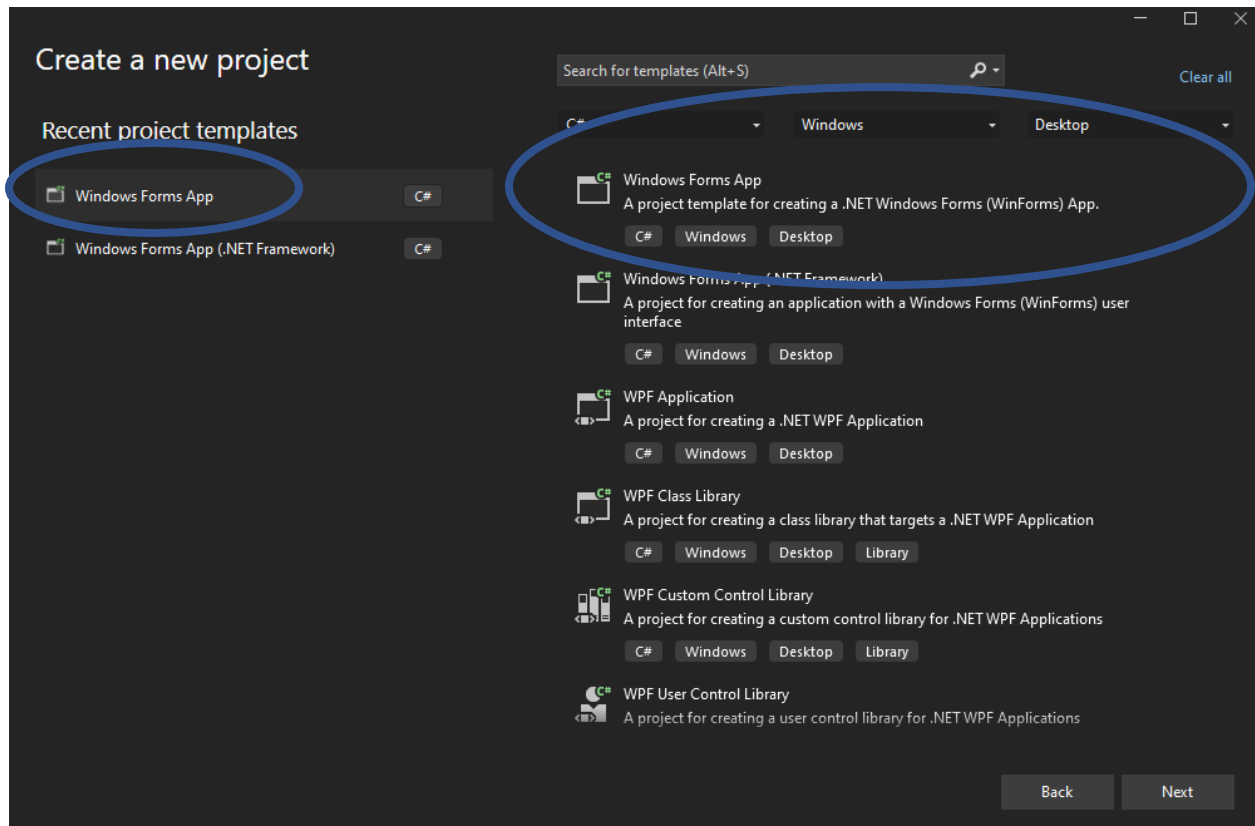 Create a new project
Search for templates (Alt+S)
Clear all
Recent project templates
C#
Windows
Desktop
Windows Forms App
C#
Windows Forms App (.NET Framework)
C#
C#
Windows Forms App
A project template for creating a .NET Windows Forms (WinForms) App.
C# Windows Desktop
C#
Windows Forms App (.NET Framework)
A project for creating an application with a Windows Forms (WinForms) user
interface
C# Windows Desktop
C#
WPF Application
A project for creating a .NET WPF Application
C# Windows Desktop
C#
WPF Class Library
A project for creating a class library that targets a .NET WPF Application
C# Windows Desktop Library
C#
WPF Custom Control Library
A project for creating a custom control library for .NET WPF Applications
C# Windows Desktop Library
C#
WPF User Control Library
A project for creating a user control library for .NET WPF Applications
Back
Next